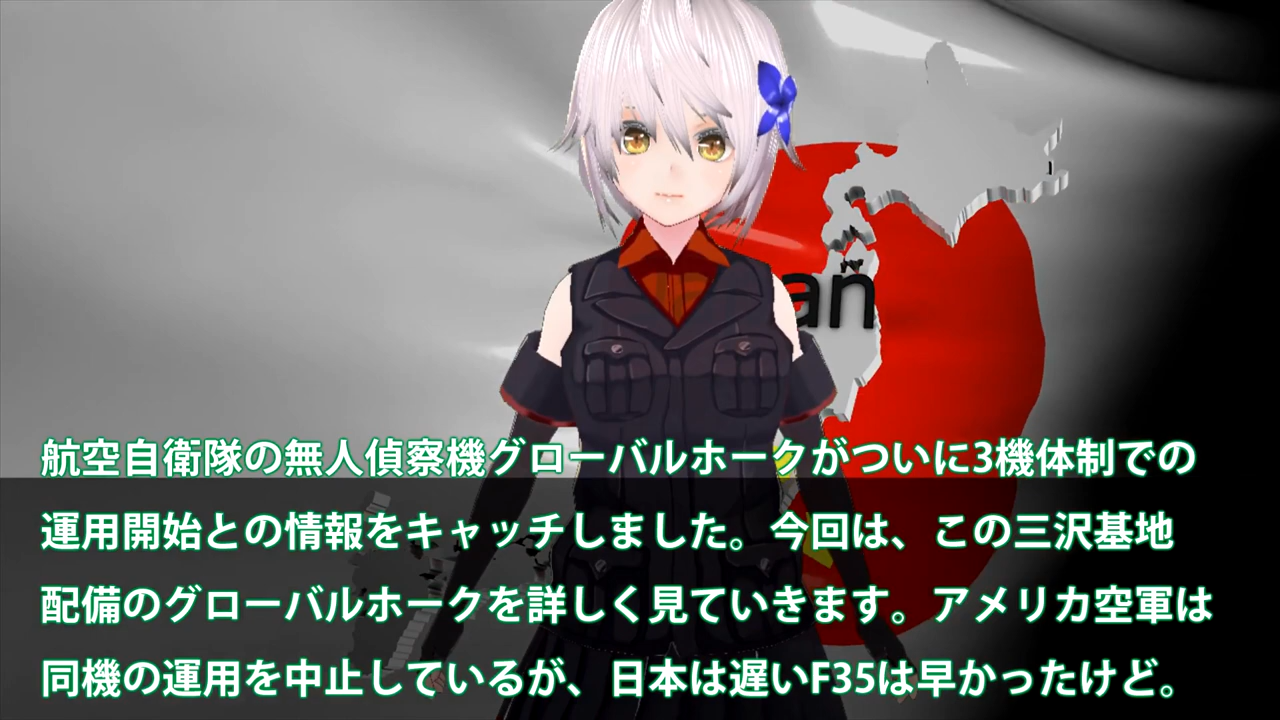 an
航空自衛隊の無人偵察機グローバルホークがついに3機体制での
運用開始との情報をキャッチしました。今回は、この三沢基地
配備のグローバルホークを詳しく見ていきます。アメリカ空軍は
同機の運用を中止しているが、日本は遅いF35は早かったけど。